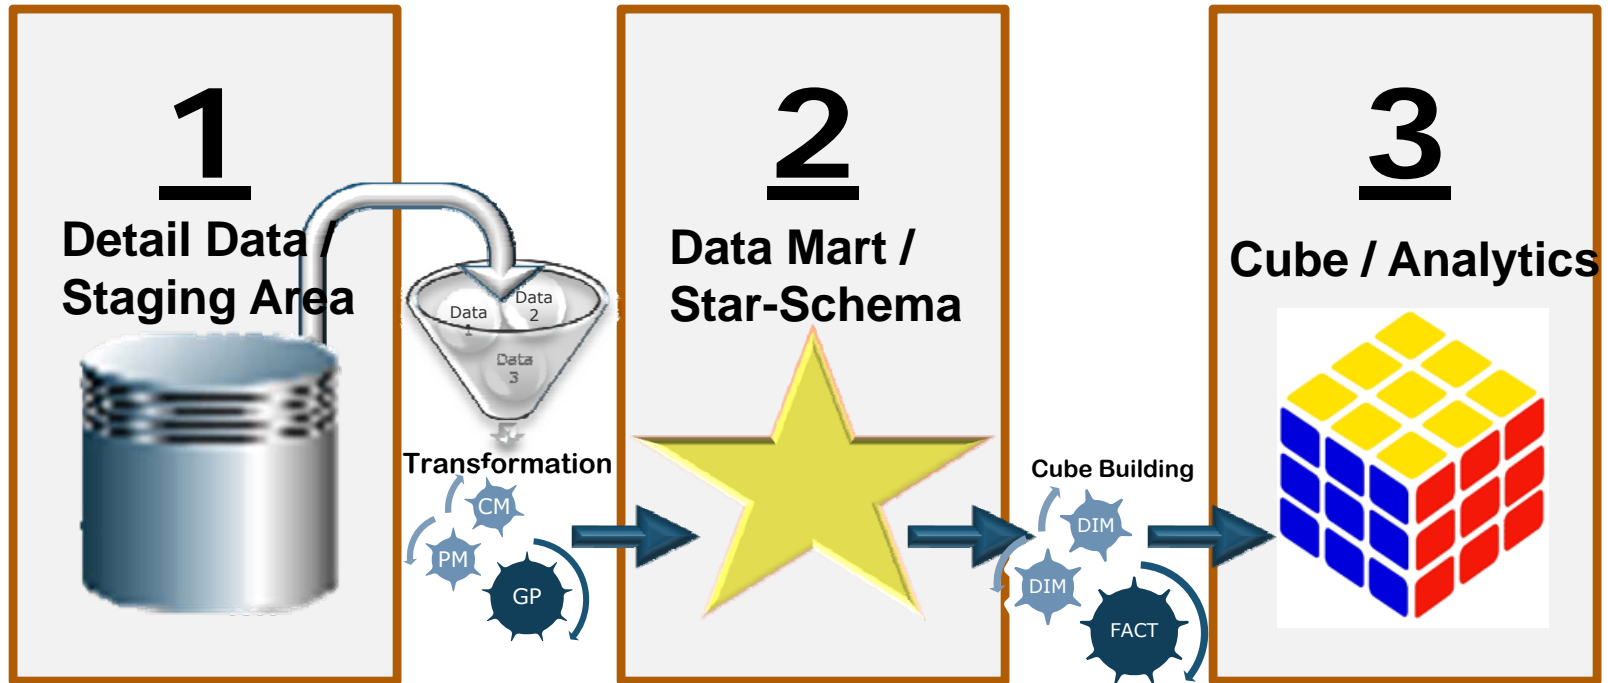 1
Detail Data /
Staging Area
Data
1
Data
2
Data
3
Transformation
CM
PM
GP
2
Data Mart /
Star-Schema
Cube Building
DIM
DIM
FACT
3
Cube / Analytics